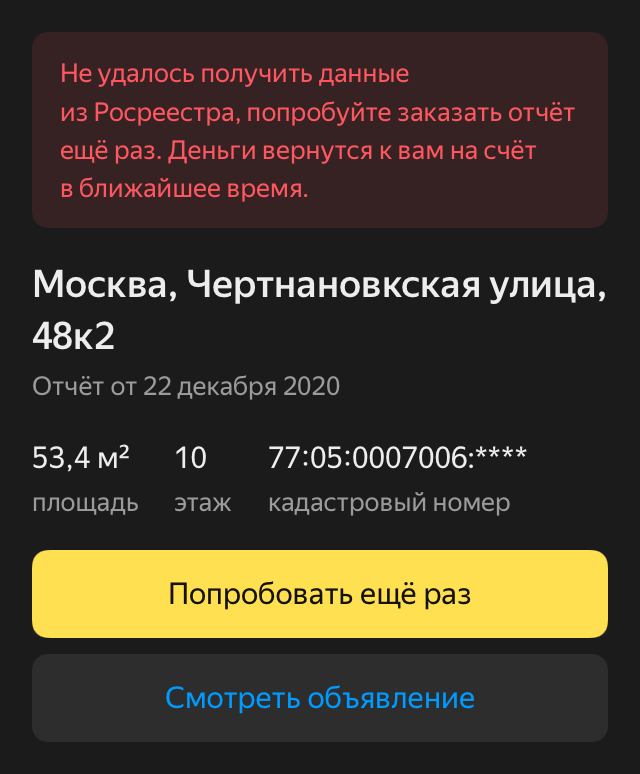 Не удалось получить данные
из Росреестра, попробуйте заказать отчёт
ещё раз. Деньги вернутся к вам на счёт
в ближайшее время.
Москва, Чертнановкская улица,
48к2
Отчёт от 22 декабря 2020
53,4 м² 10 77:05:0007006:****
площадь этаж кадастровый номер
Попробовать ещё раз
Смотреть объявление